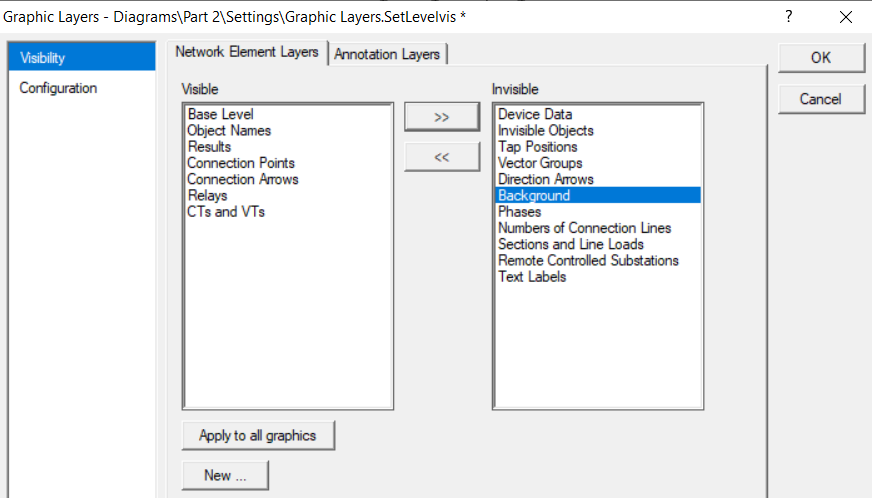 Graphic Layers - Diagrams\Part 2\Settings\Graphic Layers.SetLevelvis *
?
Visibility
Configuration
Network Element Layers
Annotation Layers
Visible
Base Level
Object Names
Results
Connection Points
Connection Arrows
Relays
CTs and VTs
>>
<<
Invisible
Device Data
Invisible Objects
Tap Positions
Vector Groups
Direction Arrows
Background
Phases
Numbers of Connection Lines
Sections and Line Loads
Remote Controlled Substations
Text Labels
OK
Cancel
Apply to all graphics
New ...